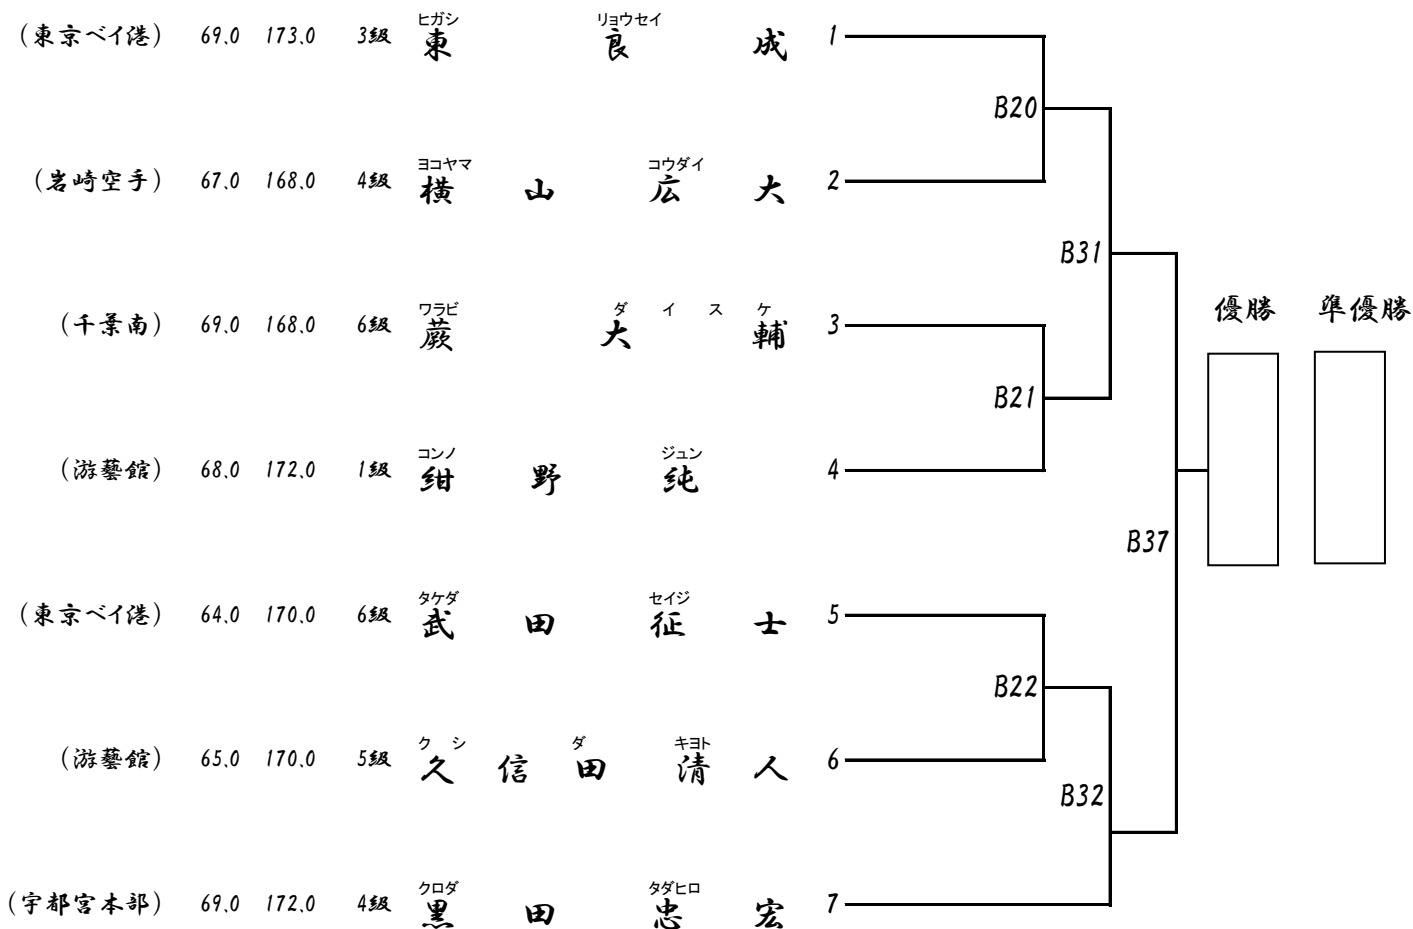 ヒガシ リョウセイ
(東京ベイ港) 69.0 173.0 3級 東 良 成 1
B20
ヨコヤマ コウダイ
(岩崎空手) 67.0 168.0 4級 横 山 広 大 2
B31
ワラビ ダ イ ス ケ
(千葉南) 69.0 168.0 6級 蕨 大 輔 3
優勝 準優勝
B21
コンノ ジュン
(游藝館) 68.0 172.0 1級 紺 野 純 4
B37
タケダ セイジ
(東京ベイ港) 64.0 170.0 6級 武 田 征 士 5
B22
ク シ ダ キヨト
(游藝館) 65.0 170.0 5級 久 信 田 清 人 6
B32
クロダ タダヒロ
(宇都宮本部) 69.0 172.0 4級 黒 田 忠 宏 7